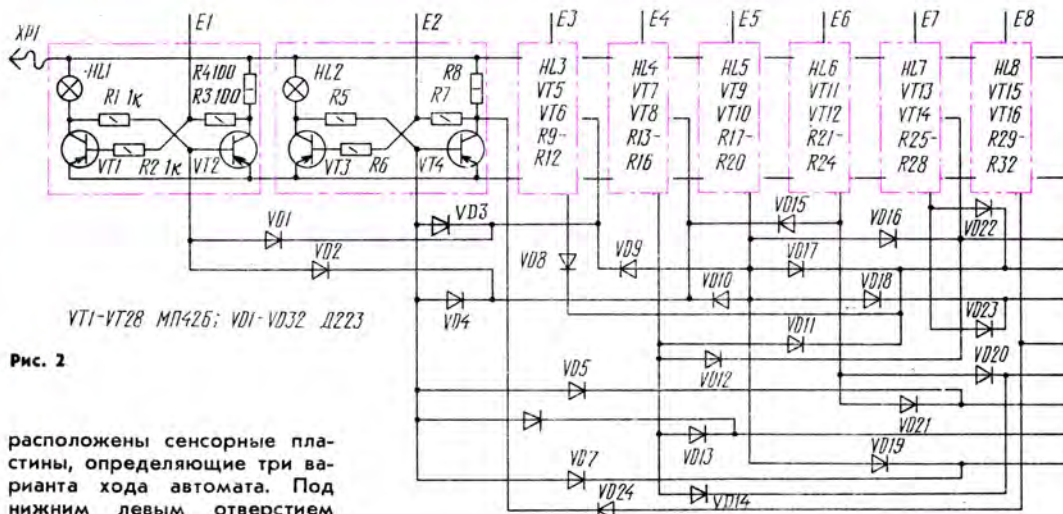 E1 E2 E3 E4 E5 E6 E7 E8
XP1
HL1
R1 1к
R4 100
R3 100
VT1
R2 1к
VT2
HL2
R5
R8
R7
VT3
R6
VT4
HL3
VT5
VT6
R9-
R12
HL4
VT7
VT8
R13-
R16
HL5
VT9
VT10
R17-
R20
HL6
VT11
VT12
R21-
R24
HL7
VT13
VT14
R25-
R28
HL8
VT15
VT16
R29-
R32
VD1
VD3
VD15
VD16
VD22
VD2
VD8
VD9
VD17
VD4
VD10
VD18
VD11
VD23
VD12
VD20
VD5
VD21
VD13
VD19
VD7
VD14
VD24
VT1-VT28 МП42Б; VD1-VD32 Д223
Рис. 2
расположены сенсорные пла-
стины, определяющие три ва-
рианта хода автомата. Под
нижним левым отверстием